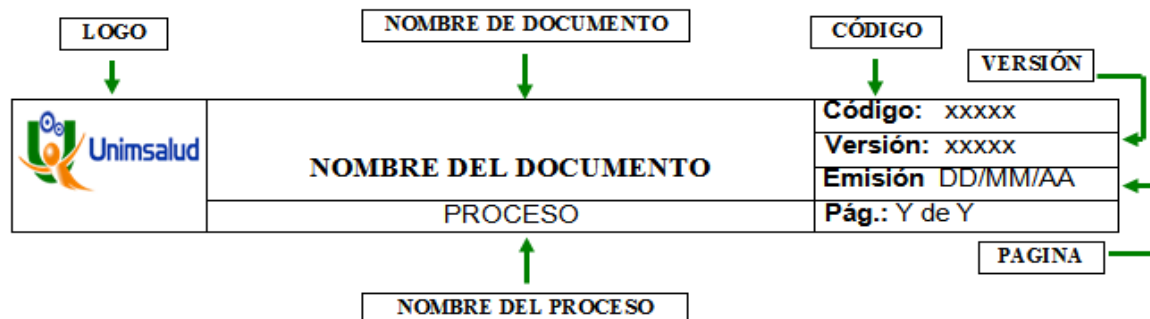 LOGO
NOMBRE DE DOCUMENTO
CÓDIGO
VERSIÓN
Unimsalud
NOMBRE DEL DOCUMENTO
PROCESO
Código: xxxxx
Versión: xxxxx
Emisión DD/MM/AA
Pág.: Y de Y
PAGINA
NOMBRE DEL PROCESO